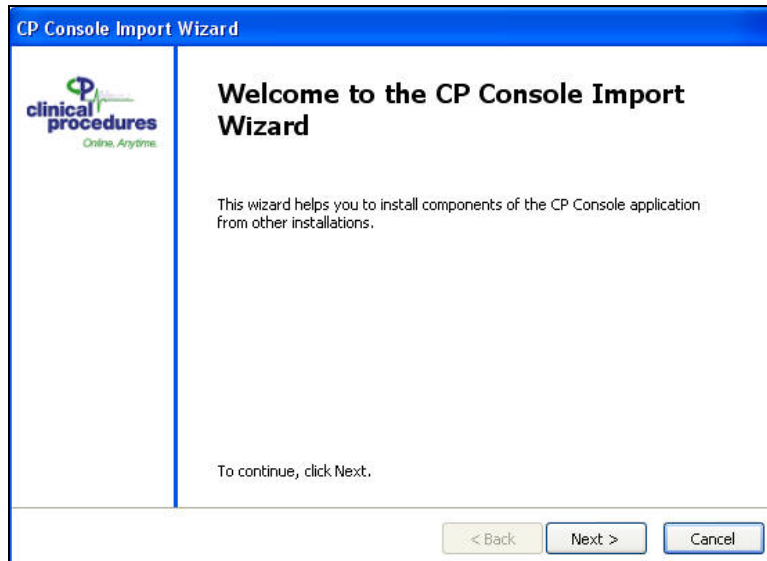 CP Console Import Wizard
CP
clinical
procedures
Online, Anytime.
Welcome to the CP Console Import
Wizard
This wizard helps you to install components of the CP Console application
from other installations.
To continue, click Next.
< Back
Next >
Cancel